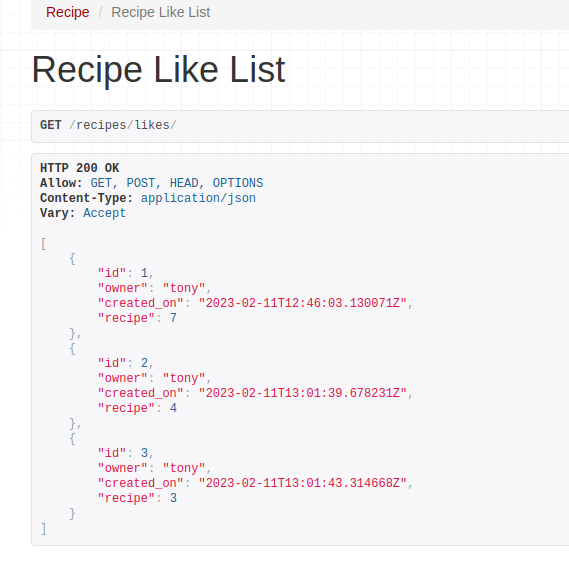 Recipe / Recipe Like List
Recipe Like List
GET /recipes/likes/
HTTP 200 OK
Allow: GET, POST, HEAD, OPTIONS
Content-Type: application/json
Vary: Accept
[
    {
        "id": 1,
        "owner": "tony",
        "created_on": "2023-02-11T12:46:03.130071Z",
        "recipe": 7
    },
    {
        "id": 2,
        "owner": "tony",
        "created_on": "2023-02-11T13:01:39.678231Z",
        "recipe": 4
    },
    {
        "id": 3,
        "owner": "tony",
        "created_on": "2023-02-11T13:01:43.314668Z",
        "recipe": 3
    }
]